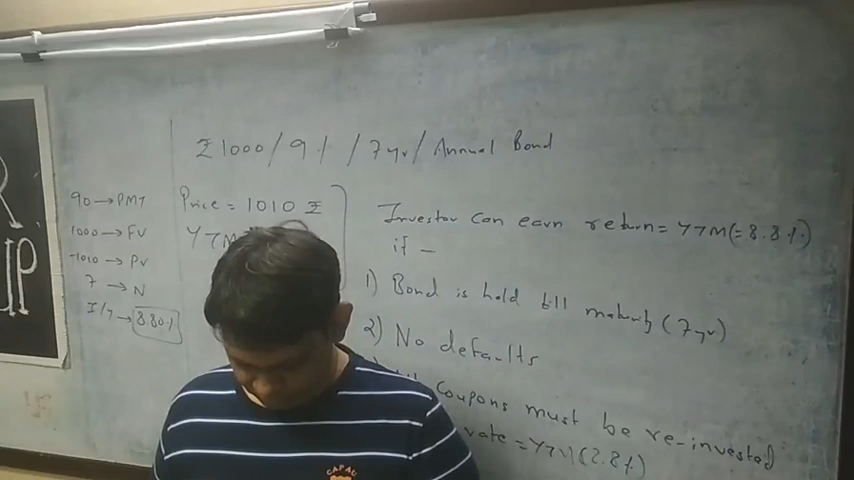 ₹1000/9%/7yr/Annual Bond
90→PMT
1000→FV
-1010→PV
7→N
I/Y→8.80%
Price = 1010 ₹
YTM
Investor can earn return = YTM(=8.8%)
if -
1) Bond is held till maturity (7yr)
2) No defaults
coupons must be re-invested
rate = YTM(8.8%)
CAPAU
R
UP